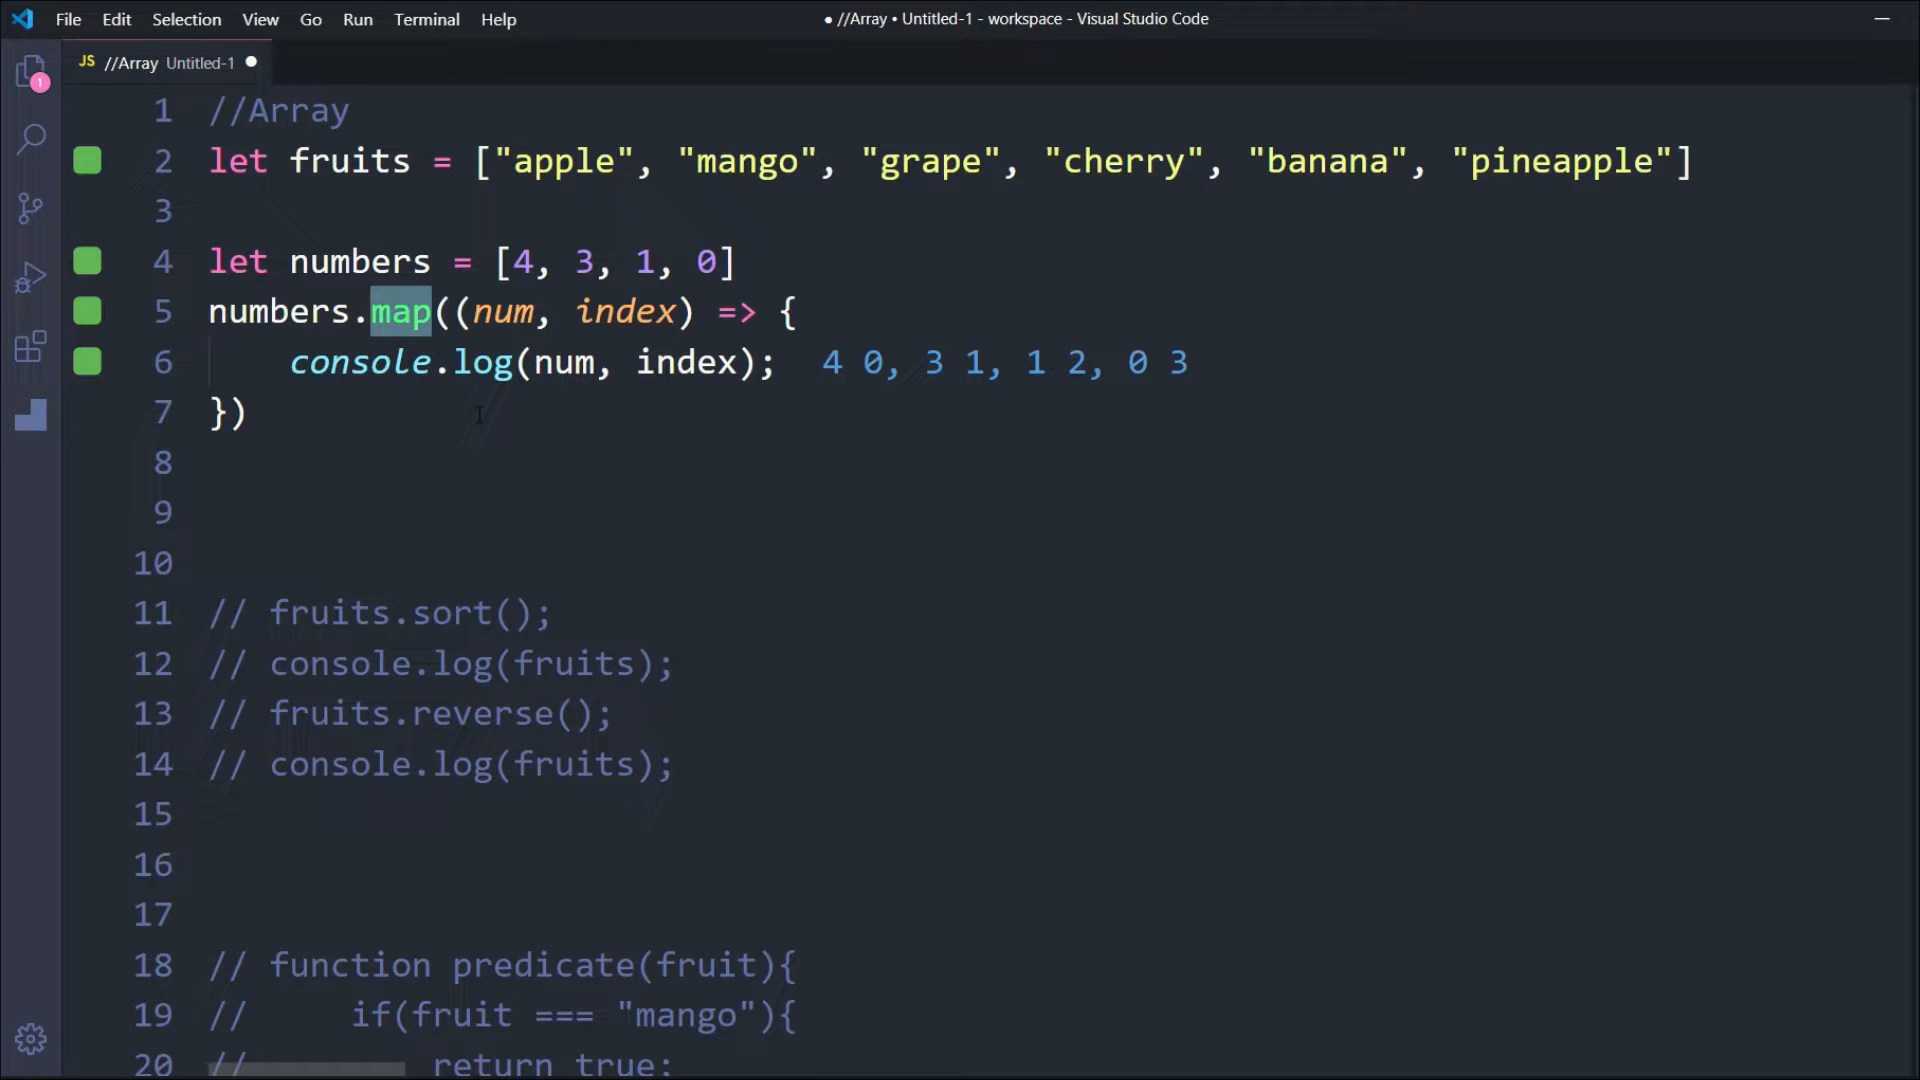 File Edit Selection View Go Run Terminal Help
● //Array • Untitled-1 - workspace - Visual Studio Code
JS //Array Untitled-1 ●
1
1 //Array
2 let fruits = ["apple", "mango", "grape", "cherry", "banana", "pineapple"]
3
4 let numbers = [4, 3, 1, 0]
5 numbers.map((num, index) => {
6 console.log(num, index); 4 0, 3 1, 1 2, 0 3
7 })
8
9
10
11 // fruits.sort();
12 // console.log(fruits);
13 // fruits.reverse();
14 // console.log(fruits);
15
16
17
18 // function predicate(fruit){
19 // if(fruit === "mango"){
20 // return true;